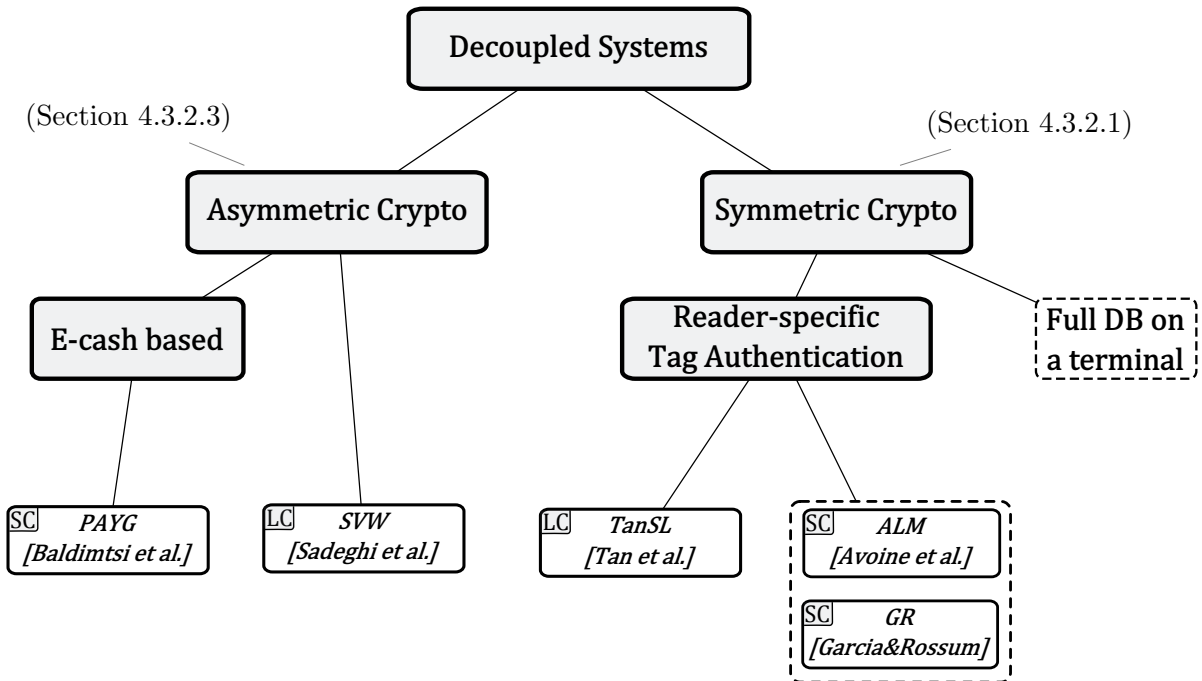 Decoupled Systems
(Section 4.3.2.3)
(Section 4.3.2.1)
Asymmetric Crypto
Symmetric Crypto
E-cash based
Reader-specific
Tag Authentication
Full DB on
a terminal
SC PAYG
[Baldimtsi et al.]
LC SVW
[Sadeghi et al.]
LC TanSL
[Tan et al.]
SC ALM
[Avoine et al.]
SC GR
[Garcia&Rossum]